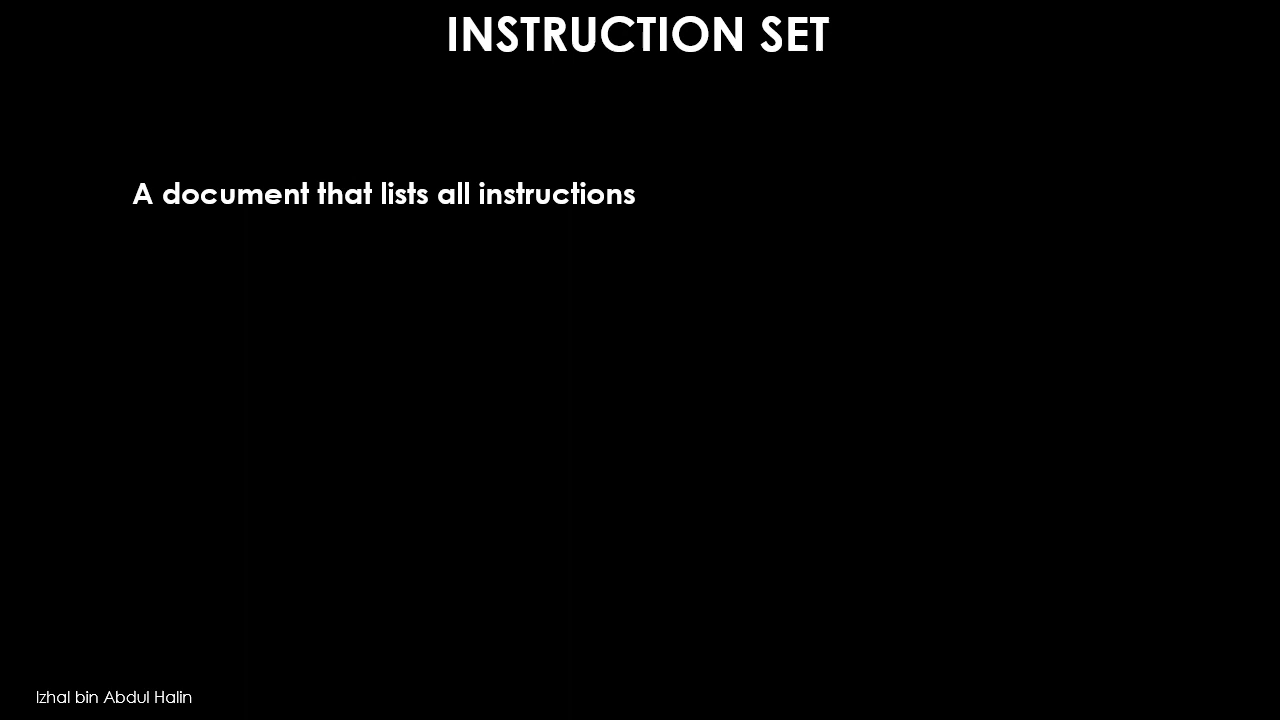 INSTRUCTION SET
A document that lists all instructions
Izhal bin Abdul Halin